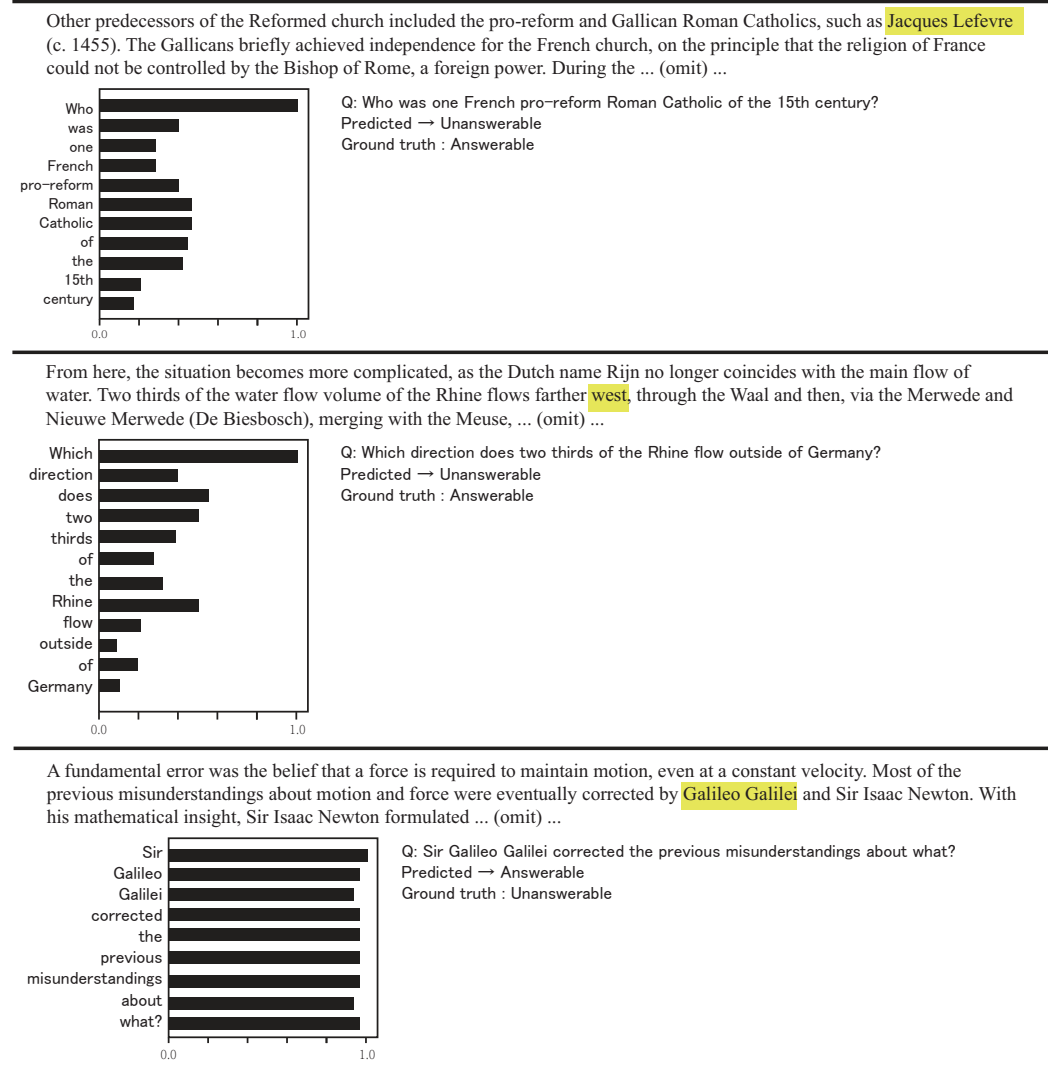 Other predecessors of the Reformed church included the pro-reform and Gallican Roman Catholics, such as Jacques Lefevre
(c. 1455). The Gallicans briefly achieved independence for the French church, on the principle that the religion of France
could not be controlled by the Bishop of Rome, a foreign power. During the ... (omit) ...
Q: Who was one French pro-reform Roman Catholic of the 15th century?
Predicted → Unanswerable
Ground truth : Answerable
Who
was
one
French
pro-reform
Roman
Catholic
of
the
15th
century
0.0 1.0
From here, the situation becomes more complicated, as the Dutch name Rijn no longer coincides with the main flow of
water. Two thirds of the water flow volume of the Rhine flows farther west, through the Waal and then, via the Merwede and
Nieuwe Merwede (De Biesbosch), merging with the Meuse, ... (omit) ...
Q: Which direction does two thirds of the Rhine flow outside of Germany?
Predicted → Unanswerable
Ground truth : Answerable
Which
direction
does
two
thirds
of
the
Rhine
flow
outside
of
Germany
0.0 1.0
A fundamental error was the belief that a force is required to maintain motion, even at a constant velocity. Most of the
previous misunderstandings about motion and force were eventually corrected by Galileo Galilei and Sir Isaac Newton. With
his mathematical insight, Sir Isaac Newton formulated ... (omit) ...
Q: Sir Galileo Galilei corrected the previous misunderstandings about what?
Predicted → Answerable
Ground truth : Unanswerable
Sir
Galileo
Galilei
corrected
the
previous
misunderstandings
about
what?
0.0 1.0